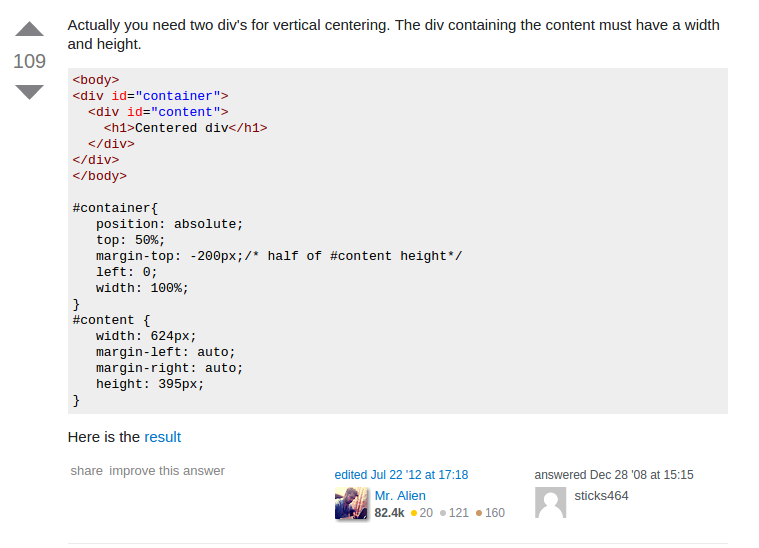 Actually you need two div's for vertical centering. The div containing the content must have a width
and height.
109
<body>
<div id="container">
  <div id="content">
    <h1>Centered div</h1>
  </div>
</div>
</body>

#container{
   position: absolute;
   top: 50%;
   margin-top: -200px;/* half of #content height*/
   left: 0;
   width: 100%;
}
#content {
   width: 624px;
   margin-left: auto;
   margin-right: auto;
   height: 395px;
}
Here is the result
share improve this answer
edited Jul 22 '12 at 17:18
Mr. Alien
82.4k 20 121 160
answered Dec 28 '08 at 15:15
sticks464